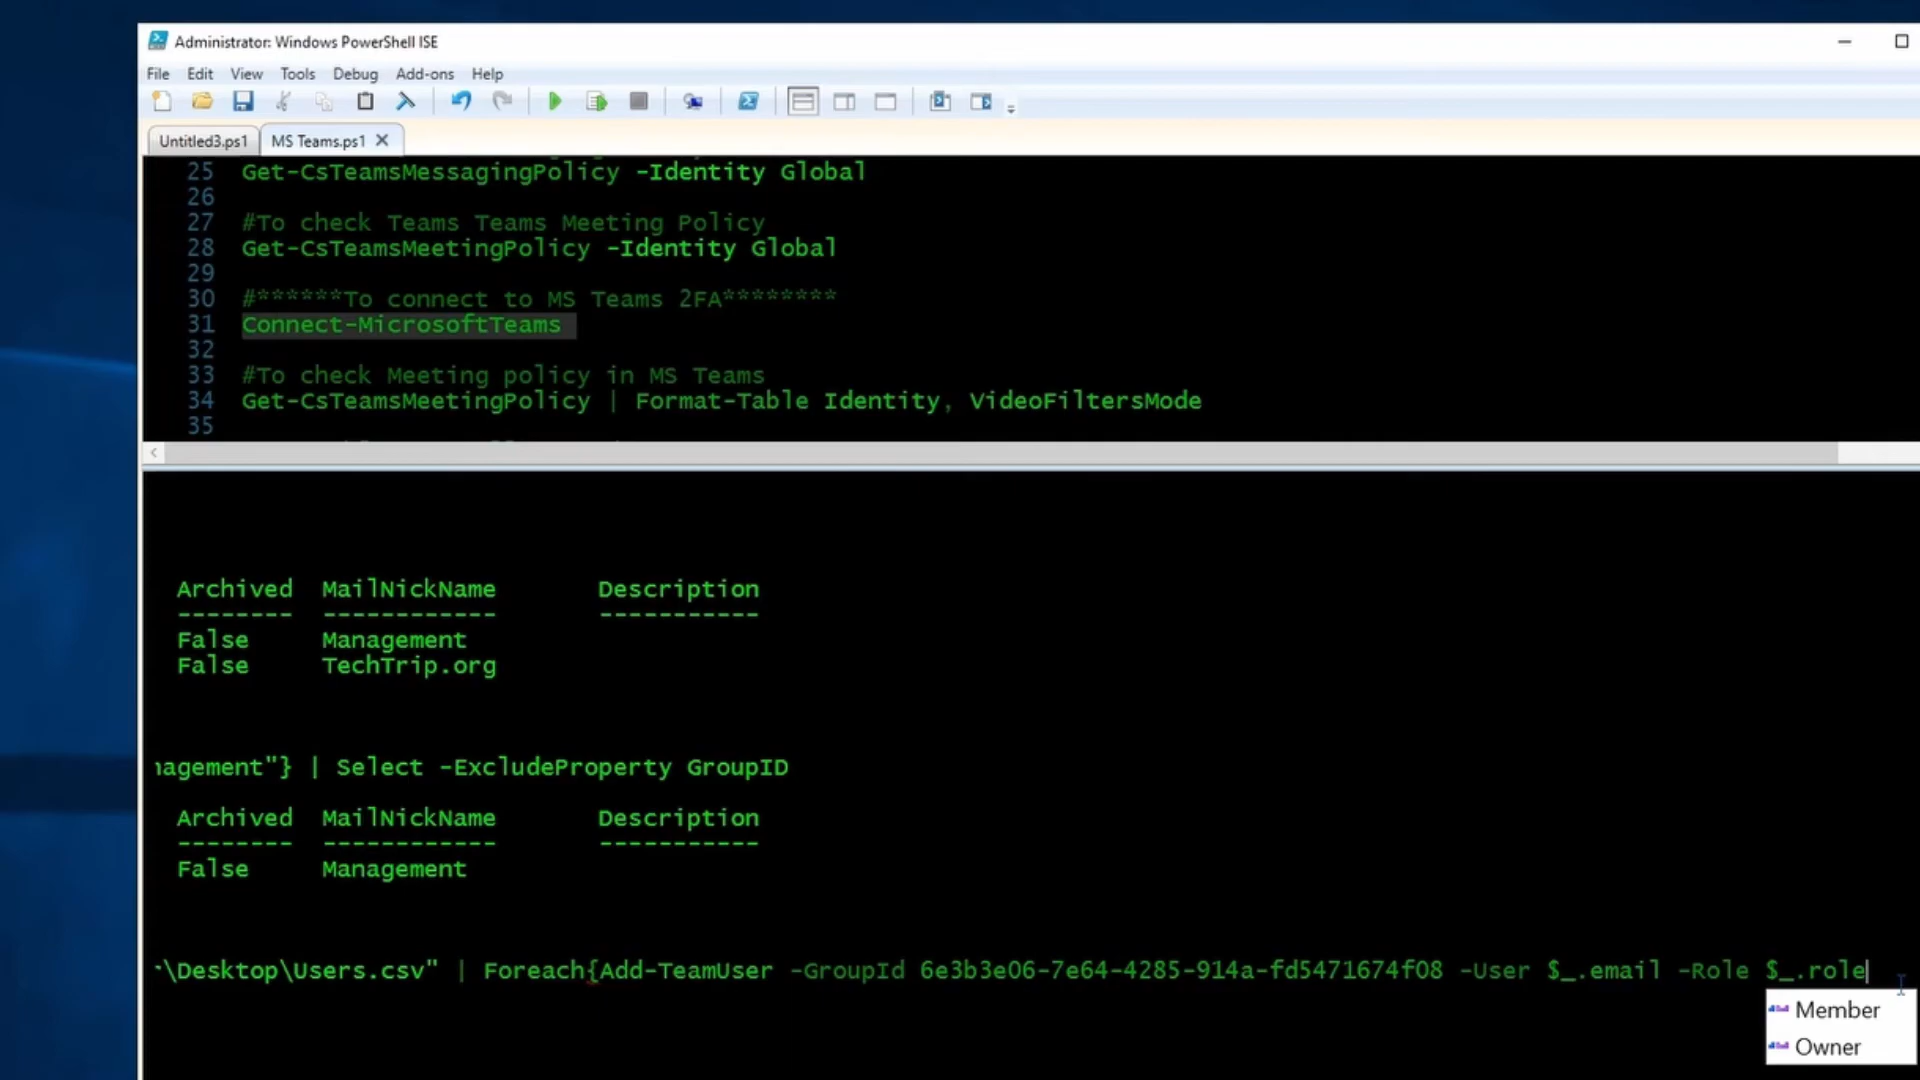 Administrator: Windows PowerShell ISE
File Edit View Tools Debug Add-ons Help
Untitled3.ps1 MS Teams.ps1
25 Get-CsTeamsMessagingPolicy -Identity Global
26
27 #To check Teams Teams Meeting Policy
28 Get-CsTeamsMeetingPolicy -Identity Global
29
30 #******To connect to MS Teams 2FA********
31 Connect-MicrosoftTeams
32
33 #To check Meeting policy in MS Teams
34 Get-CsTeamsMeetingPolicy | Format-Table Identity, VideoFiltersMode
35
Archived MailNickName Description
-------- ------------ -----------
False Management
False TechTrip.org
nagement"} | Select -ExcludeProperty GroupID
Archived MailNickName Description
-------- ------------ -----------
False Management
\Desktop\Users.csv" | Foreach{Add-TeamUser -GroupId 6e3b3e06-7e64-4285-914a-fd5471674f08 -User $_.email -Role $_.role
Member
Owner